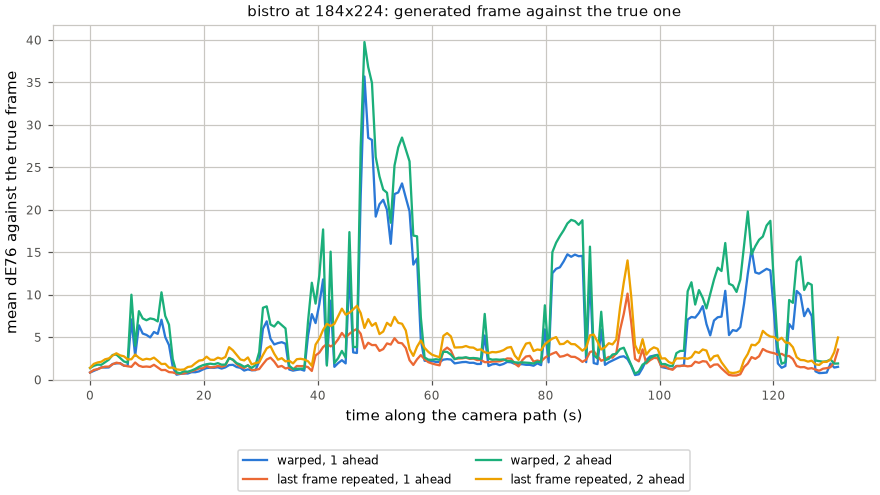 bistro at 184x224: generated frame against the true one
mean dE76 against the true frame
40
35
30
25
20
15
10
5
0
0 20 40 60 80 100 120
time along the camera path (s)
warped, 1 ahead warped, 2 ahead
last frame repeated, 1 ahead last frame repeated, 2 ahead